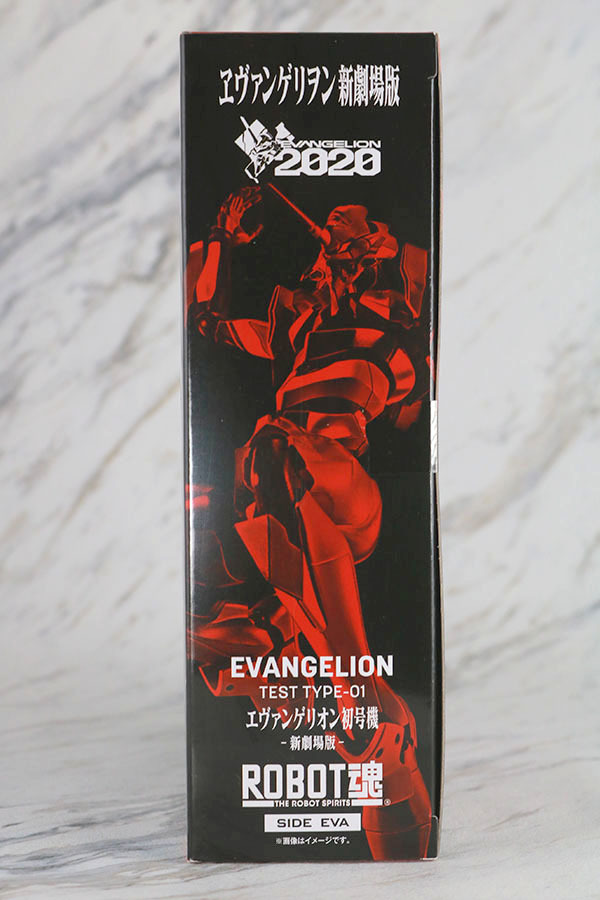 ヱヴァンゲリヲン新劇場版
EVANGELION
2020
EVANGELION
TEST TYPE-01
エヴァンゲリオン初号機
-新劇場版-
ROBOT魂
THE ROBOT SPIRITS
®
SIDE EVA
※画像はイメージです。